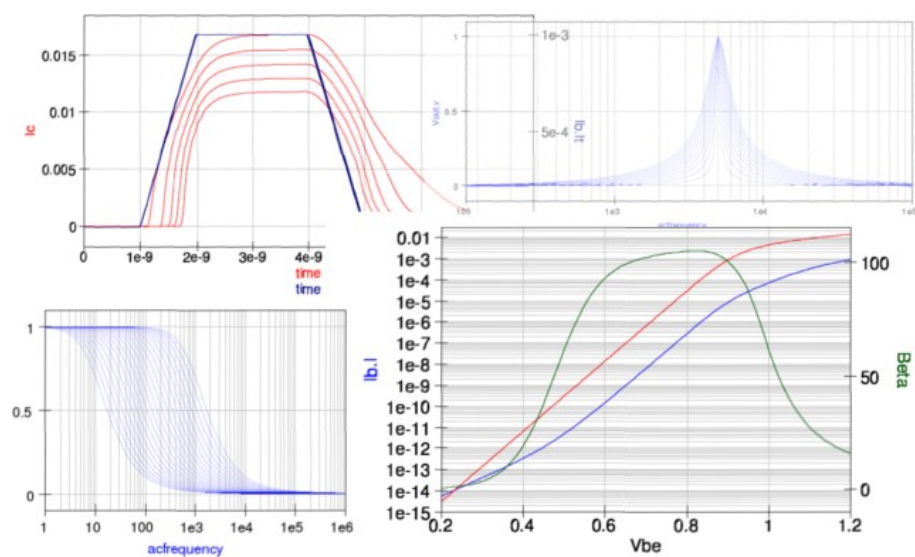 0.015
0.01
0.005
0
Ic
0 1e-9 2e-9 3e-9 4e-9
time
time
1
0.5
0
Vout.v
1e-3
5e-4
Ib.It
1e3 1e4
acfrequency
1
0.5
0
1 10 100 1e3 1e4 1e5 1e6
acfrequency
0.01
1e-3
1e-4
1e-5
1e-6
1e-7
1e-8
1e-9
1e-10
1e-11
1e-12
1e-13
1e-14
1e-15
Ib.I
100
50
0
Beta
0.2 0.4 0.6 0.8 1 1.2
Vbe